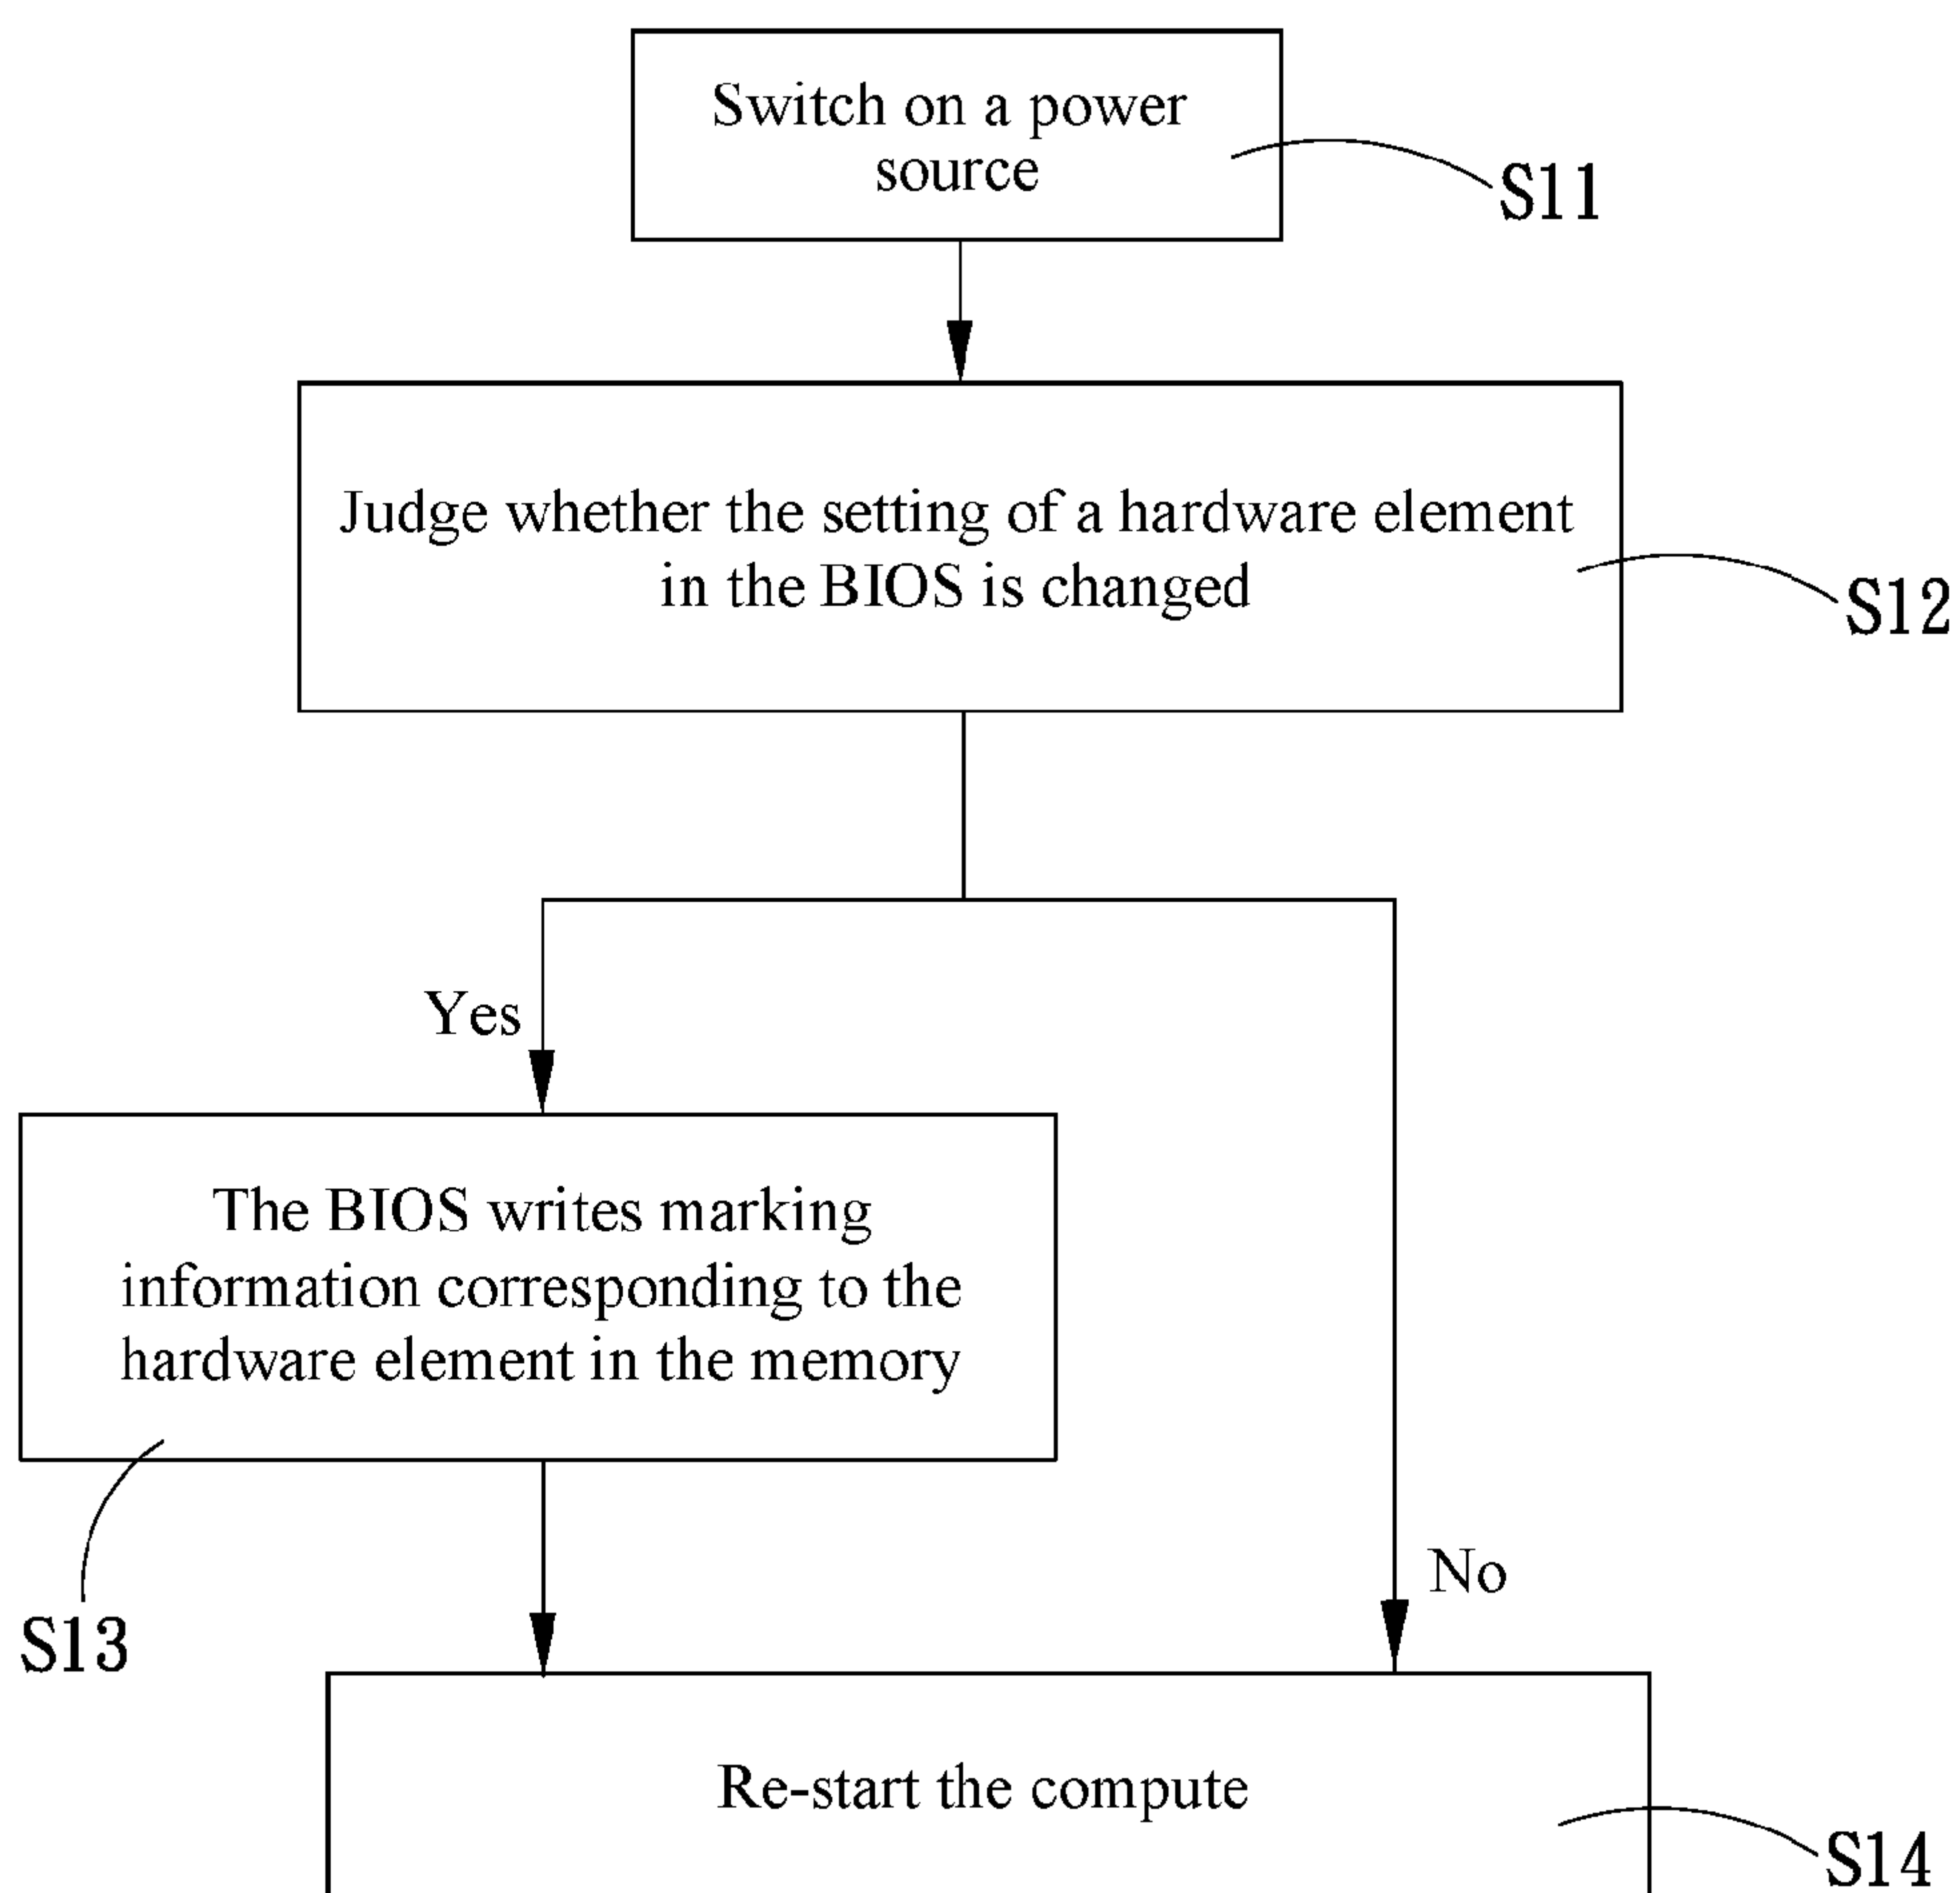 Switch on a power
source
S11
Judge whether the setting of a hardware element
in the BIOS is changed
S12
Yes
The BIOS writes marking
information corresponding to the
hardware element in the memory
No
S13
Re-start the compute
S14